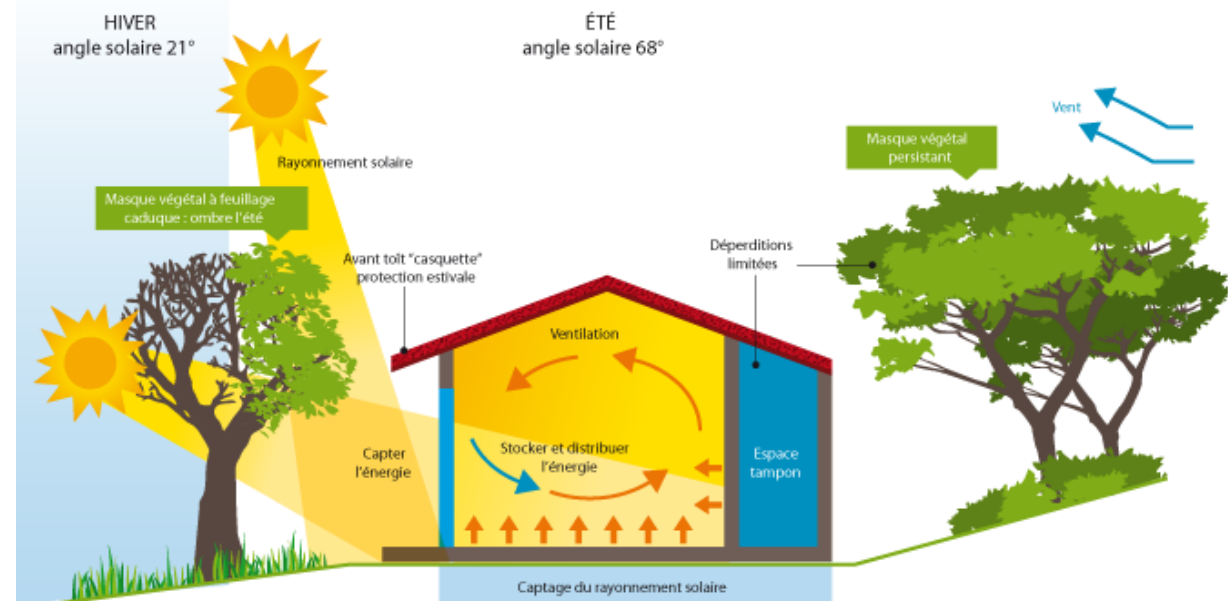 HIVER
angle solaire 21°
ÉTÉ
angle solaire 68°
Vent
Masque végétal
persistant
Rayonnement solaire
Masque végétal à feuillage
caduque : ombre l'été
Avant toît "casquette"
protection estivale
Déperditions
limitées
Ventilation
Capter
l'énergie
Stocker et distribuer
l'énergie
Espace
tampon
Captage du rayonnement solaire